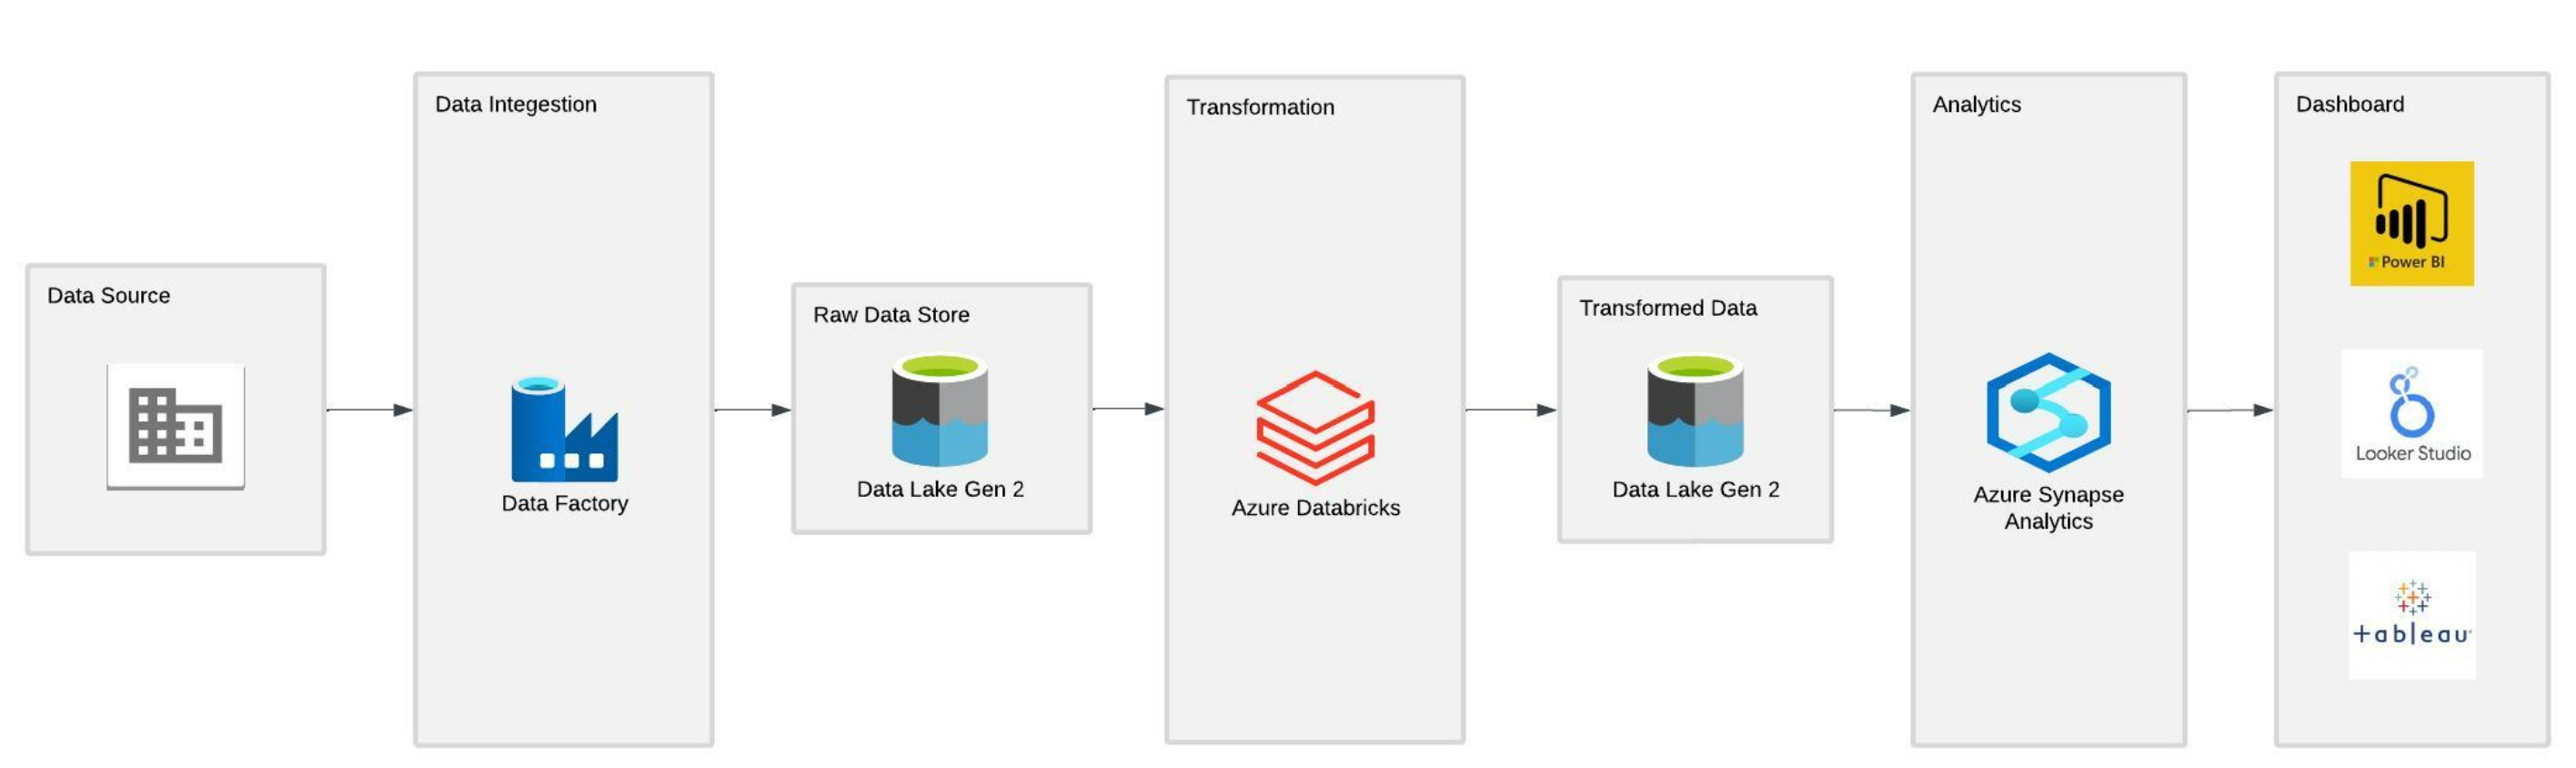 Data Source
Data Integestion
Data Factory
Raw Data Store
Data Lake Gen 2
Transformation
Azure Databricks
Transformed Data
Data Lake Gen 2
Analytics
Azure Synapse
Analytics
Dashboard
Power BI
Looker Studio
+ableau